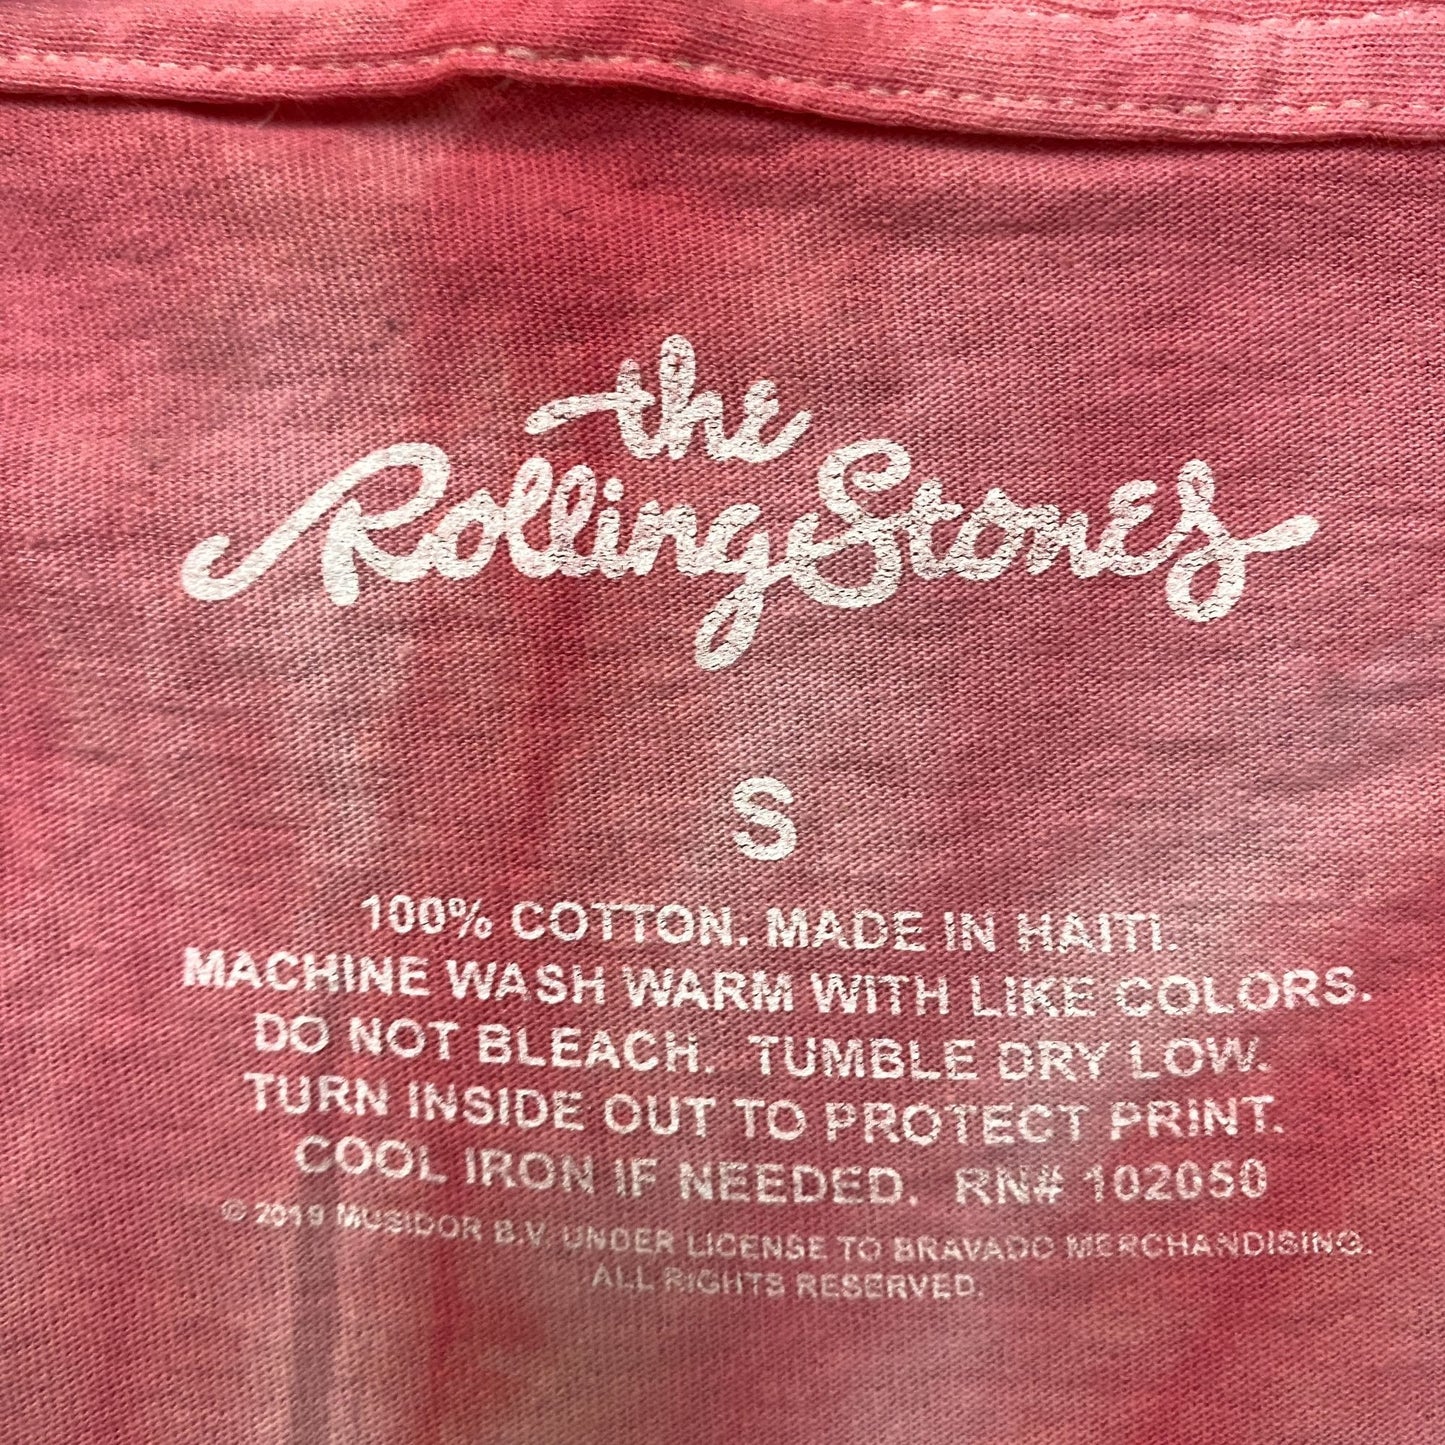 the
Rolling Stones
S
100% COTTON. MADE IN HAITI.
MACHINE WASH WARM WITH LIKE COLORS.
DO NOT BLEACH. TUMBLE DRY LOW.
TURN INSIDE OUT TO PROTECT PRINT.
COOL IRON IF NEEDED. RN# 102050
© 2019 MUSIDOR B.V. UNDER LICENSE TO BRAVADO MERCHANDISING.
ALL RIGHTS RESERVED.